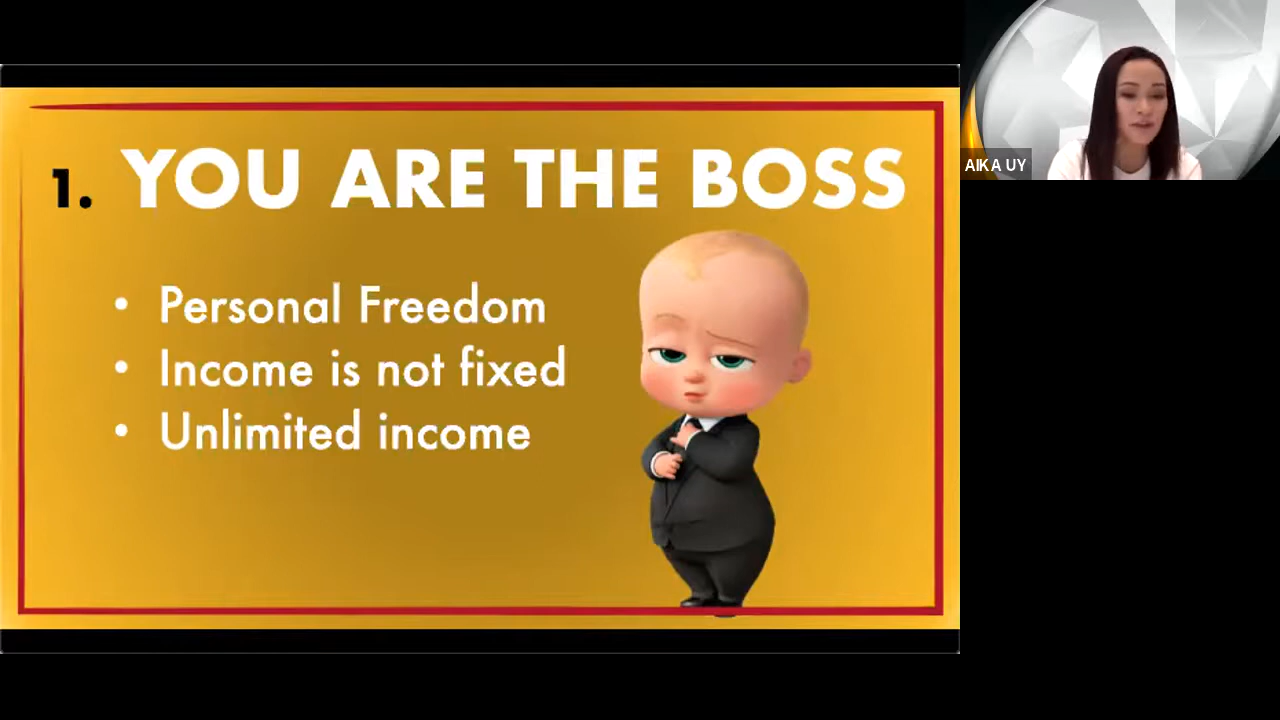 1. YOU ARE THE BOSS
• Personal Freedom
• Income is not fixed
• Unlimited income
AIKA UY